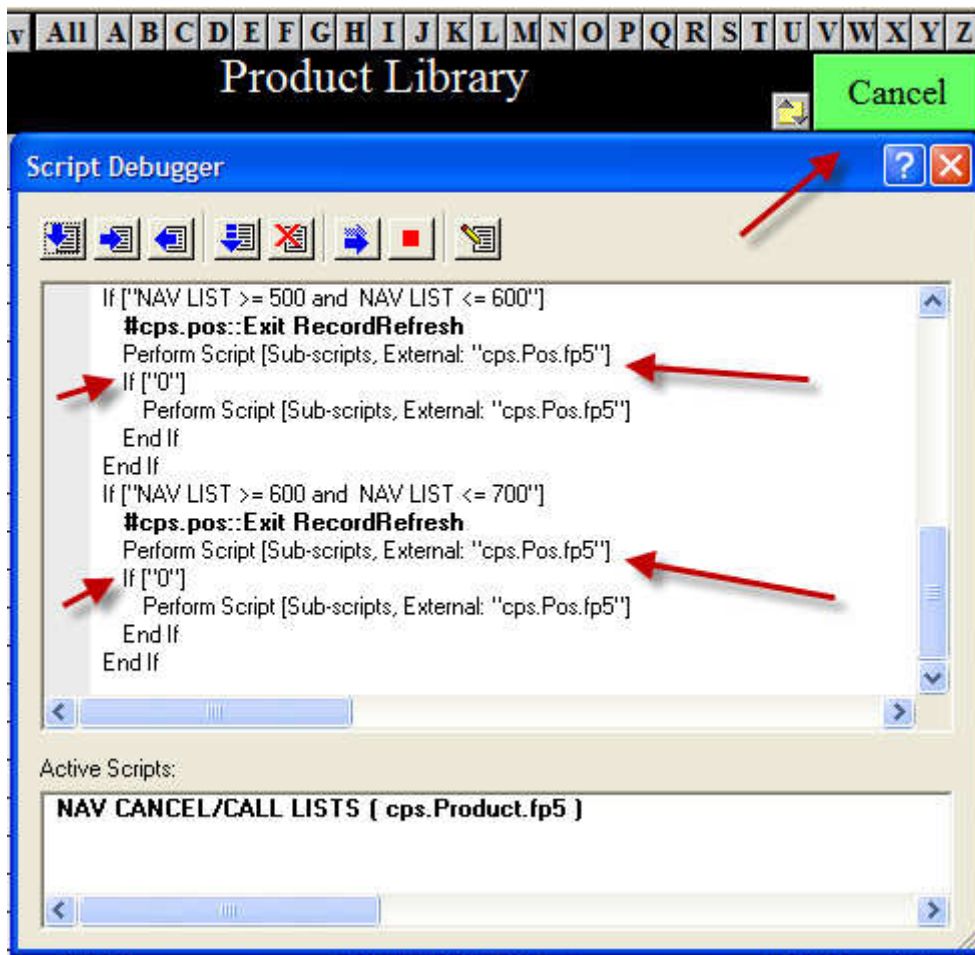 v All A B C D E F G H I J K L M N O P Q R S T U V W X Y Z
Product Library
Cancel
Script Debugger
If ["NAV LIST >= 500 and  NAV LIST <= 600"]
#cps.pos::Exit RecordRefresh
Perform Script [Sub-scripts, External: "cps.Pos.fp5"]
If ["0"]
Perform Script [Sub-scripts, External: "cps.Pos.fp5"]
End If
End If
If ["NAV LIST >= 600 and  NAV LIST <= 700"]
#cps.pos::Exit RecordRefresh
Perform Script [Sub-scripts, External: "cps.Pos.fp5"]
If ["0"]
Perform Script [Sub-scripts, External: "cps.Pos.fp5"]
End If
End If
Active Scripts:
NAV CANCEL/CALL LISTS ( cps.Product.fp5 )